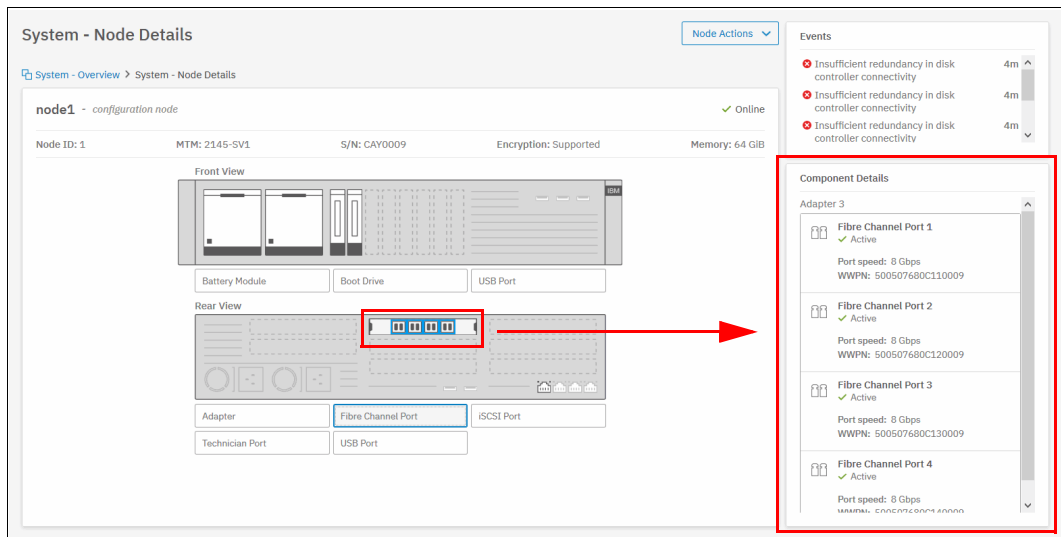 System - Node Details
Node Actions
System - Overview > System - Node Details
node1 - configuration node
Online
Node ID: 1 MTM: 2145-SV1 S/N: CAY0009 Encryption: Supported Memory: 64 GiB
Front View
IBM
Battery Module Boot Drive USB Port
Rear View
Adapter Fibre Channel Port iSCSI Port
Technician Port USB Port
Events
Insufficient redundancy in disk 4m
controller connectivity
Insufficient redundancy in disk 4m
controller connectivity
Insufficient redundancy in disk 4m
controller connectivity
Component Details
Adapter 3
Fibre Channel Port 1
Active
Port speed: 8 Gbps
WWPN: 500507680C110009
Fibre Channel Port 2
Active
Port speed: 8 Gbps
WWPN: 500507680C120009
Fibre Channel Port 3
Active
Port speed: 8 Gbps
WWPN: 500507680C130009
Fibre Channel Port 4
Active
Port speed: 8 Gbps
WWPN: 500507680C140009